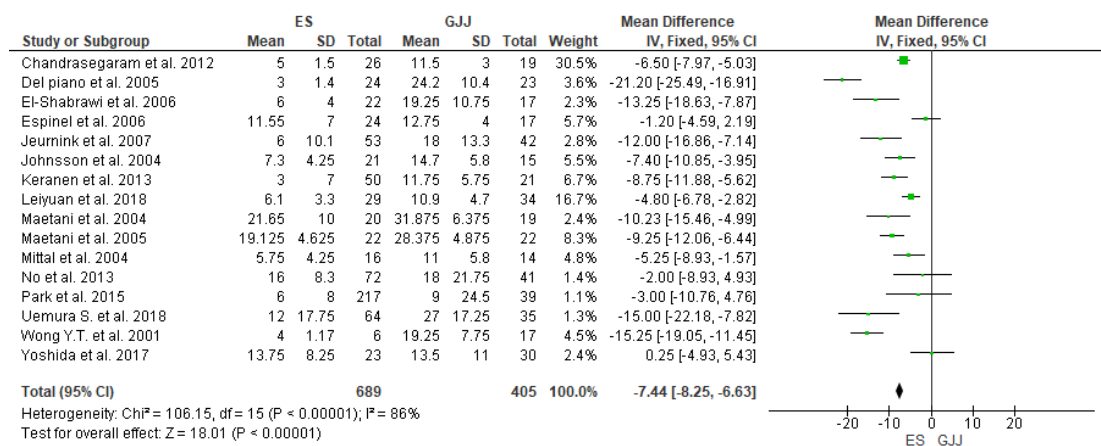 ES GJJ Mean Difference Mean Difference
Study or Subgroup Mean SD Total Mean SD Total Weight IV, Fixed, 95% CI IV, Fixed, 95% CI
Chandrasegaram et al. 2012 5 1.5 26 11.5 3 19 30.5% -6.50 [-7.97, -5.03]
Del piano et al. 2005 3 1.4 24 24.2 10.4 23 3.6% -21.20 [-25.49, -16.91]
El-Shabrawi et al. 2006 6 4 22 19.25 10.75 17 2.3% -13.25 [-18.63, -7.87]
Espinel et al. 2006 11.55 7 24 12.75 4 17 5.7% -1.20 [-4.59, 2.19]
Jeurnink et al. 2007 6 10.1 53 18 13.3 42 2.8% -12.00 [-16.86, -7.14]
Johnsson et al. 2004 7.3 4.25 21 14.7 5.8 15 5.5% -7.40 [-10.85, -3.95]
Keranen et al. 2013 3 7 50 11.75 5.75 21 6.7% -8.75 [-11.88, -5.62]
Leiyuan et al. 2018 6.1 3.3 29 10.9 4.7 34 16.7% -4.80 [-6.78, -2.82]
Maetani et al. 2004 21.65 10 20 31.875 6.375 19 2.4% -10.23 [-15.46, -4.99]
Maetani et al. 2005 19.125 4.625 22 28.375 4.875 22 8.3% -9.25 [-12.06, -6.44]
Mittal et al. 2004 5.75 4.25 16 11 5.8 14 4.8% -5.25 [-8.93, -1.57]
No et al. 2013 16 8.3 72 18 21.75 41 1.4% -2.00 [-8.93, 4.93]
Park et al. 2015 6 8 217 9 24.5 39 1.1% -3.00 [-10.76, 4.76]
Uemura S. et al. 2018 12 17.75 64 27 17.25 35 1.3% -15.00 [-22.18, -7.82]
Wong Y.T. et al. 2001 4 1.17 6 19.25 7.75 17 4.5% -15.25 [-19.05, -11.45]
Yoshida et al. 2017 13.75 8.25 23 13.5 11 30 2.4% 0.25 [-4.93, 5.43]
Total (95% CI) 689 405 100.0% -7.44 [-8.25, -6.63]
Heterogeneity: Chi² = 106.15, df = 15 (P < 0.00001); I² = 86%
Test for overall effect: Z = 18.01 (P < 0.00001)
-20 -10 0 10 20
ES GJJ